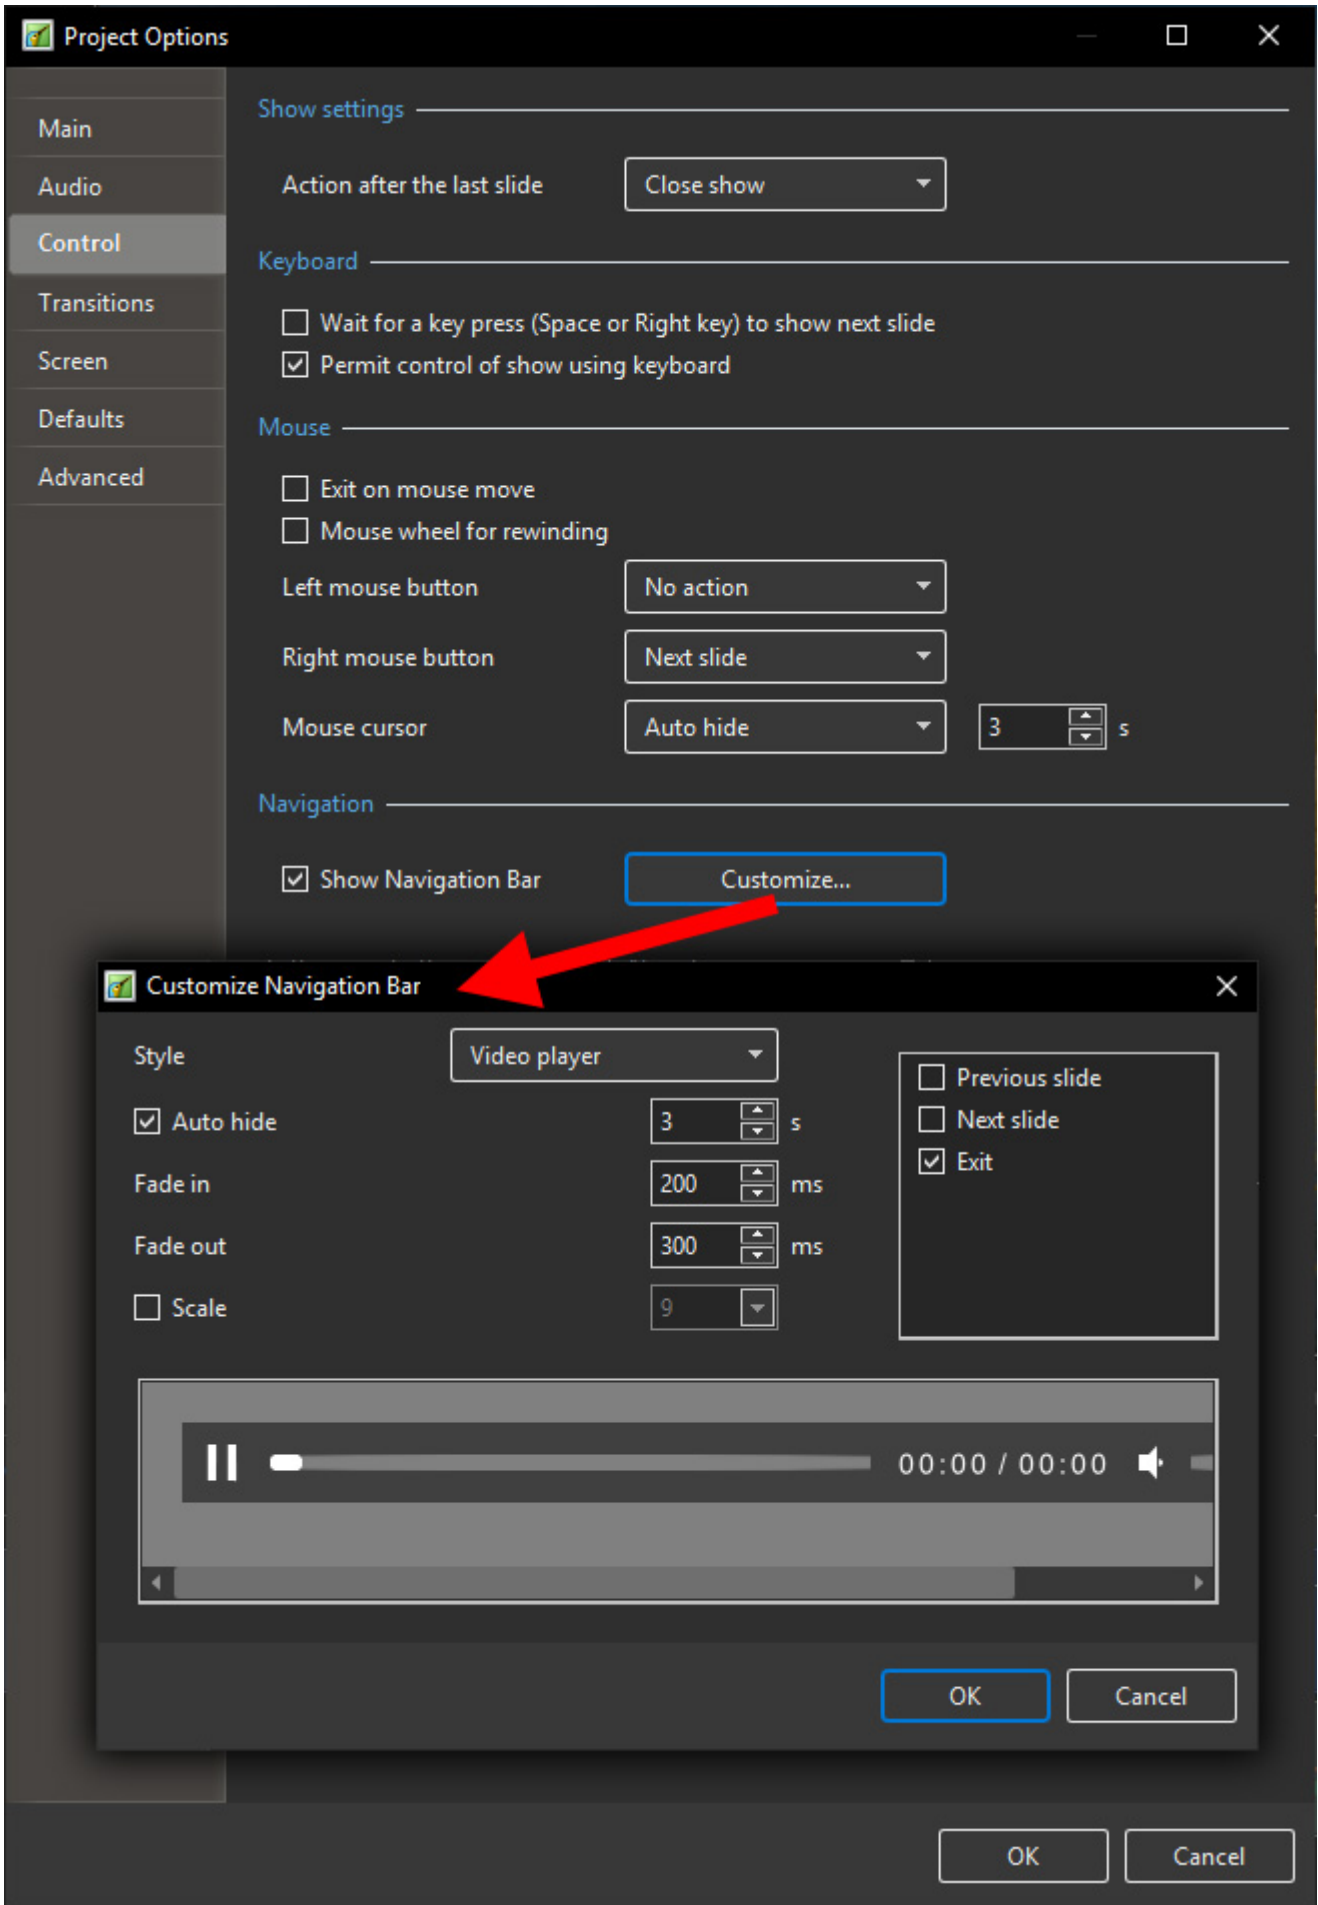 Project Options
Main
Audio
Control
Transitions
Screen
Defaults
Advanced
Show settings
Action after the last slide Close show
Keyboard
Wait for a key press (Space or Right key) to show next slide
Permit control of show using keyboard
Mouse
Exit on mouse move
Mouse wheel for rewinding
Left mouse button No action
Right mouse button Next slide
Mouse cursor Auto hide 3 s
Navigation
Show Navigation Bar Customize...
Customize Navigation Bar
Style Video player
Auto hide 3 s
Fade in 200 ms
Fade out 300 ms
Scale 9
Previous slide
Next slide
Exit
00:00 / 00:00
OK Cancel
OK Cancel